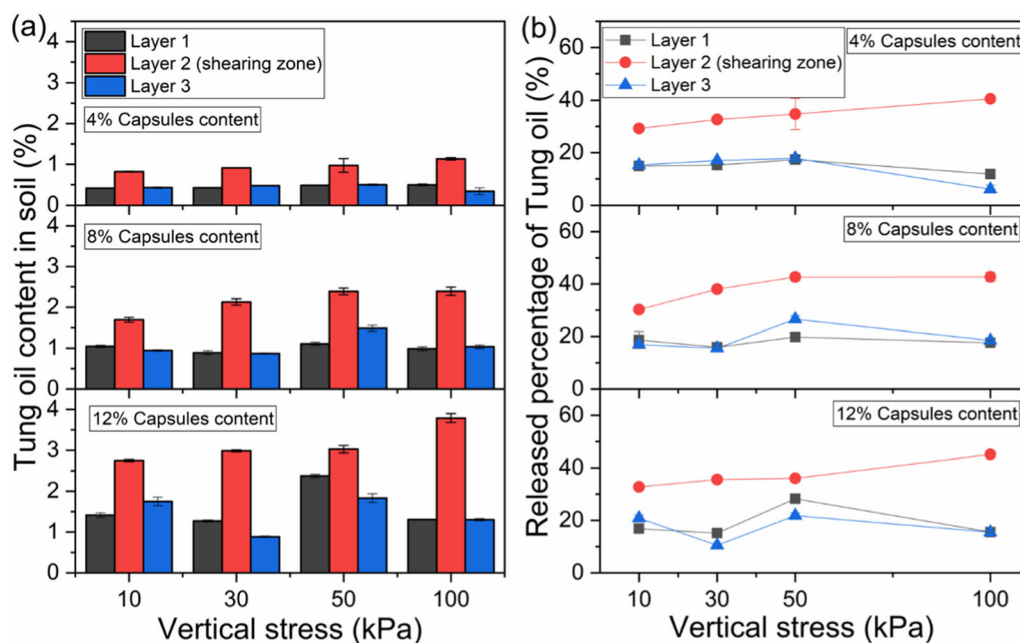 (a)
Tung oil content in soil (%)
Layer 1
Layer 2 (shearing zone)
Layer 3
4% Capsules content
4
3
2
1
0
8% Capsules content
4
3
2
1
0
12% Capsules content
4
3
2
1
0
10 30 50 100
Vertical stress (kPa)
(b)
Released percentage of Tung oil (%)
Layer 1
Layer 2 (shearing zone)
Layer 3
4% Capsules content
60
40
20
0
8% Capsules content
60
40
20
0
12% Capsules content
60
40
20
0
10 30 50 100
Vertical stress (kPa)